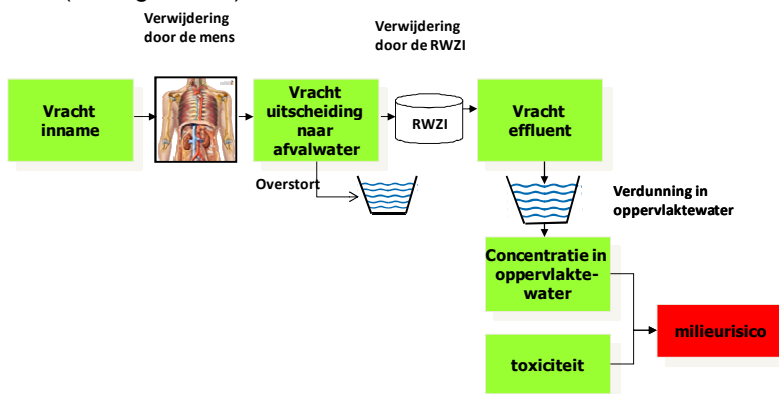 Verwijdering
door de mens
Verwijdering
door de RWZI
Vracht
inname
Vracht
uitscheiding
naar
afvalwater
RWZI
Vracht
effluent
Overstort
Verdunning in
oppervlaktewater
Concentratie in
oppervlakte-
water
toxiciteit
milieurisico